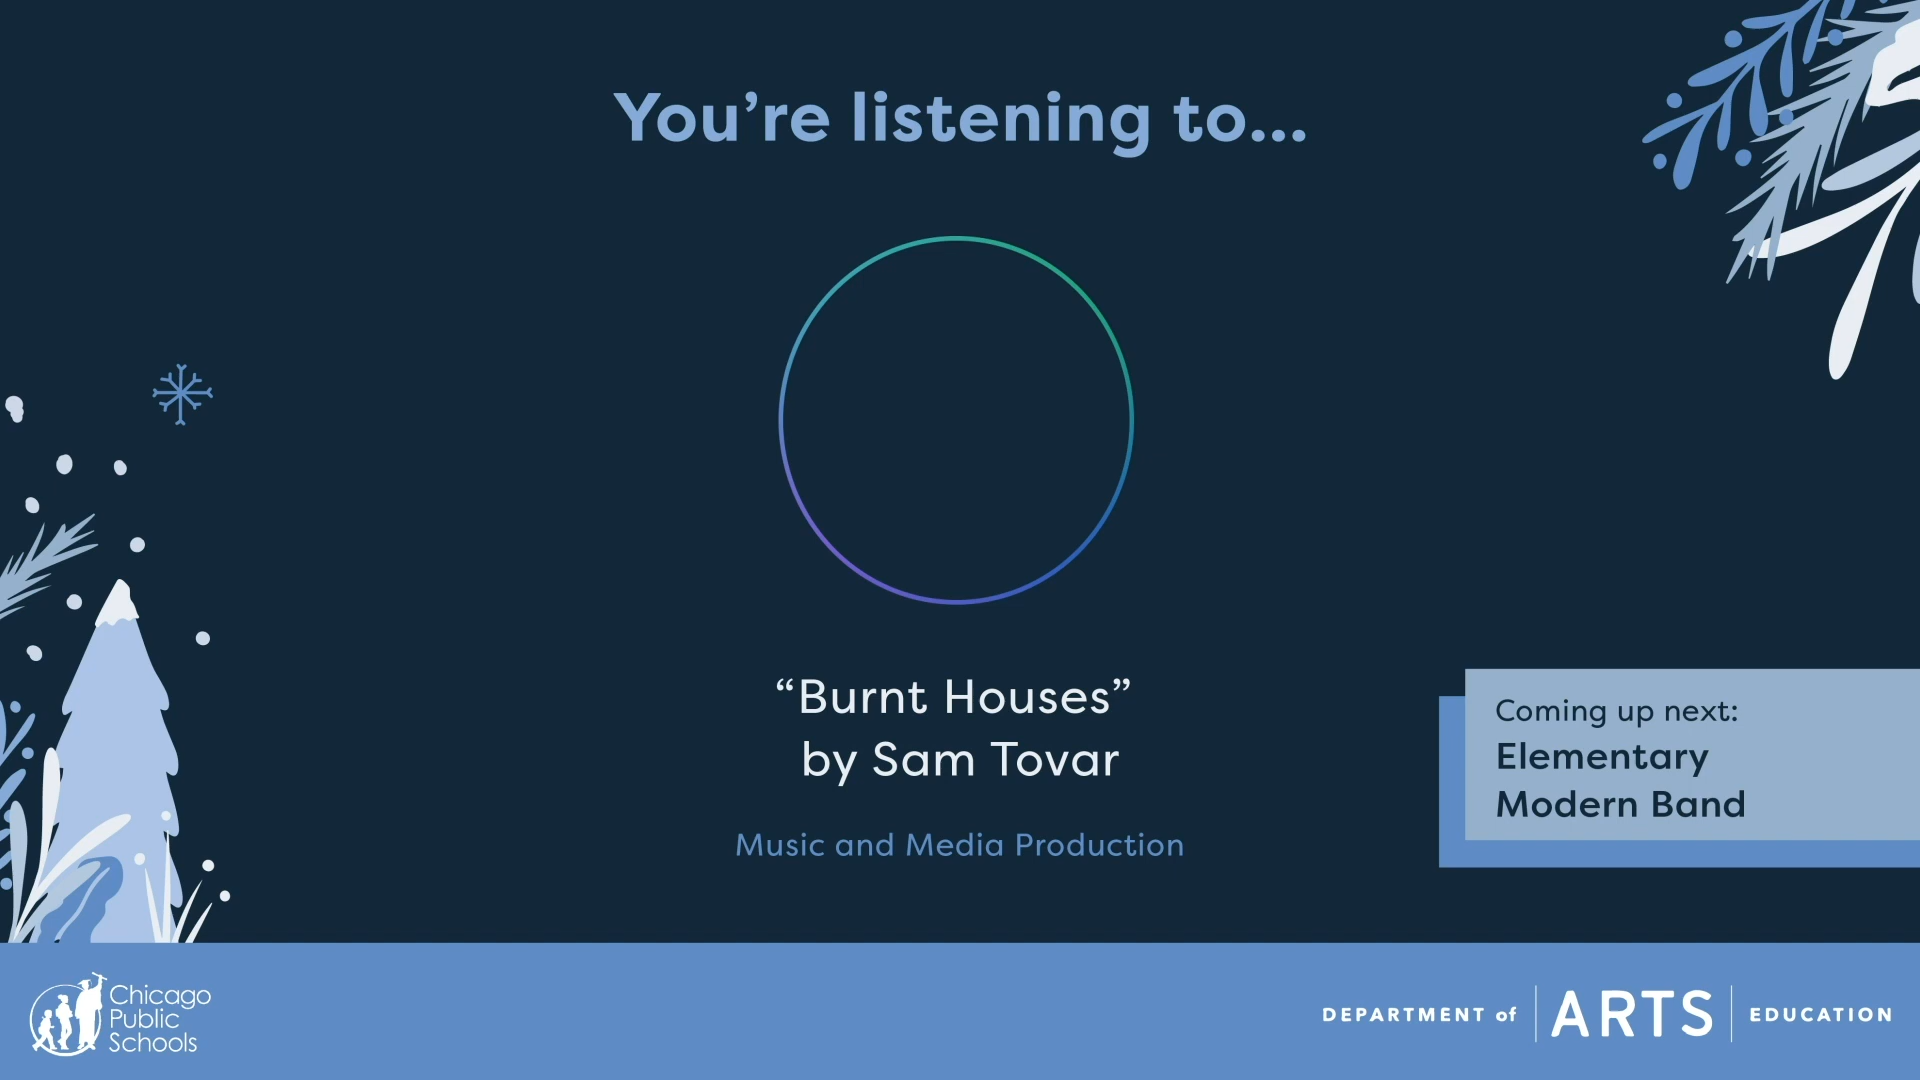 You’re listening to...
“Burnt Houses”
by Sam Tovar
Music and Media Production
Coming up next:
Elementary
Modern Band
Chicago
Public
Schools
DEPARTMENT of ARTS EDUCATION